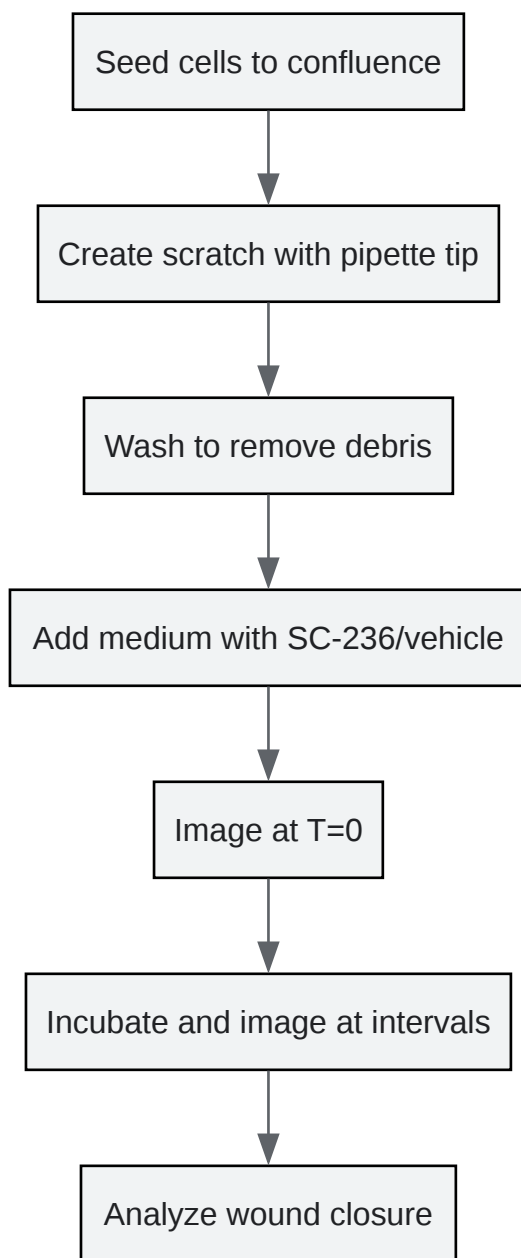 Seed cells to confluence
Create scratch with pipette tip
Wash to remove debris
Add medium with SC-236/vehicle
Image at T=0
Incubate and image at intervals
Analyze wound closure